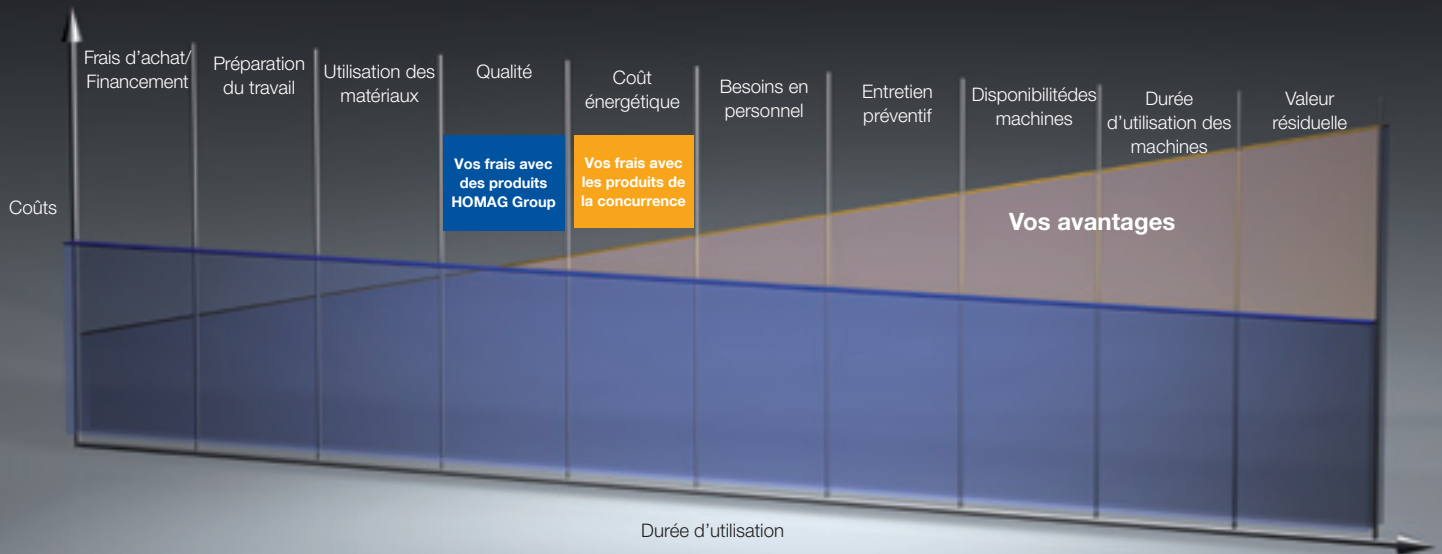 Frais d'achat/
Financement
Préparation
du travail
Utilisation des
matériaux
Qualité
Coût
énergétique
Besoins en
personnel
Entretien
préventif
Disponibilitédes
machines
Durée
d'utilisation des
machines
Valeur
résiduelle
Vos frais avec
des produits
HOMAG Group
Vos frais avec
les produits de
la concurrence
Coûts
Vos avantages
Durée d'utilisation